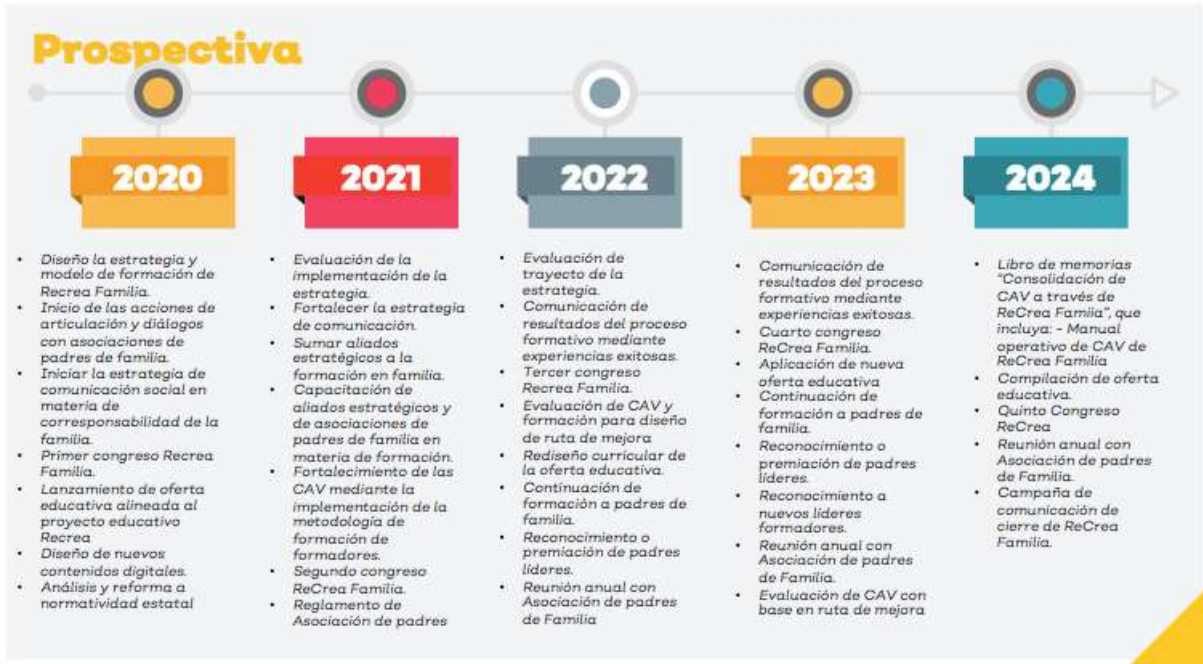 Prospectiva
2020
• Diseño la estrategia y
modelo de formación de
Recrea Familia.
• Inicio de las acciones de
articulación y diálogos
con asociaciones de
padres de familia.
• Iniciar la estrategia de
comunicación social en
materia de
corresponsabilidad de la
familia.
• Primer congreso Recrea
Familia.
• Lanzamiento de oferta
educativa alineada al
proyecto educativo
Recrea
• Diseño de nuevos
contenidos digitales.
• Análisis y reforma a
normatividad estatal
2021
• Evaluación de la
implementación de la
estrategia.
• Fortalecer la estrategia
de comunicación.
• Sumar aliados
estratégicos a la
formación en familia.
• Capacitación de
aliados estratégicos y
de asociaciones de
padres de familia en
materia de formación.
• Fortalecimiento de las
CAV mediante la
implementación de la
metodología de
formación de
formadores.
• Segundo congreso
ReCrea Familia.
• Reglamento de
Asociación de padres
2022
• Evaluación de
trayecto de la
estrategia.
• Comunicación de
resultados del proceso
formativo mediante
experiencias exitosas.
• Tercer congreso
Recrea Familia.
• Evaluación de CAV y
formación para diseño
de ruta de mejora
• Rediseño curricular de
la oferta educativa.
• Continuación de
formación a padres de
familia.
• Reconocimiento o
premiación de padres
líderes.
• Reunión anual con
Asociación de padres
de Familia
2023
• Comunicación de
resultados del proceso
formativo mediante
experiencias exitosas.
• Cuarto congreso
ReCrea Familia.
• Aplicación de nueva
oferta educativa
• Continuación de
formación a padres de
familia.
• Reconocimiento o
premiación de padres
líderes.
• Reconocimiento a
nuevos líderes
formadores.
• Reunión anual con
Asociación de padres
de Familia.
• Evaluación de CAV con
base en ruta de mejora
2024
• Libro de memorias
"Consolidación de
CAV a través de
ReCrea Famiia", que
incluya: - Manual
operativo de CAV de
ReCrea Familia
• Compilación de oferta
educativa.
• Quinto Congreso
ReCrea
• Reunión anual con
Asociación de padres
de Familia.
• Campaña de
comunicación de
cierre de ReCrea
Familia.